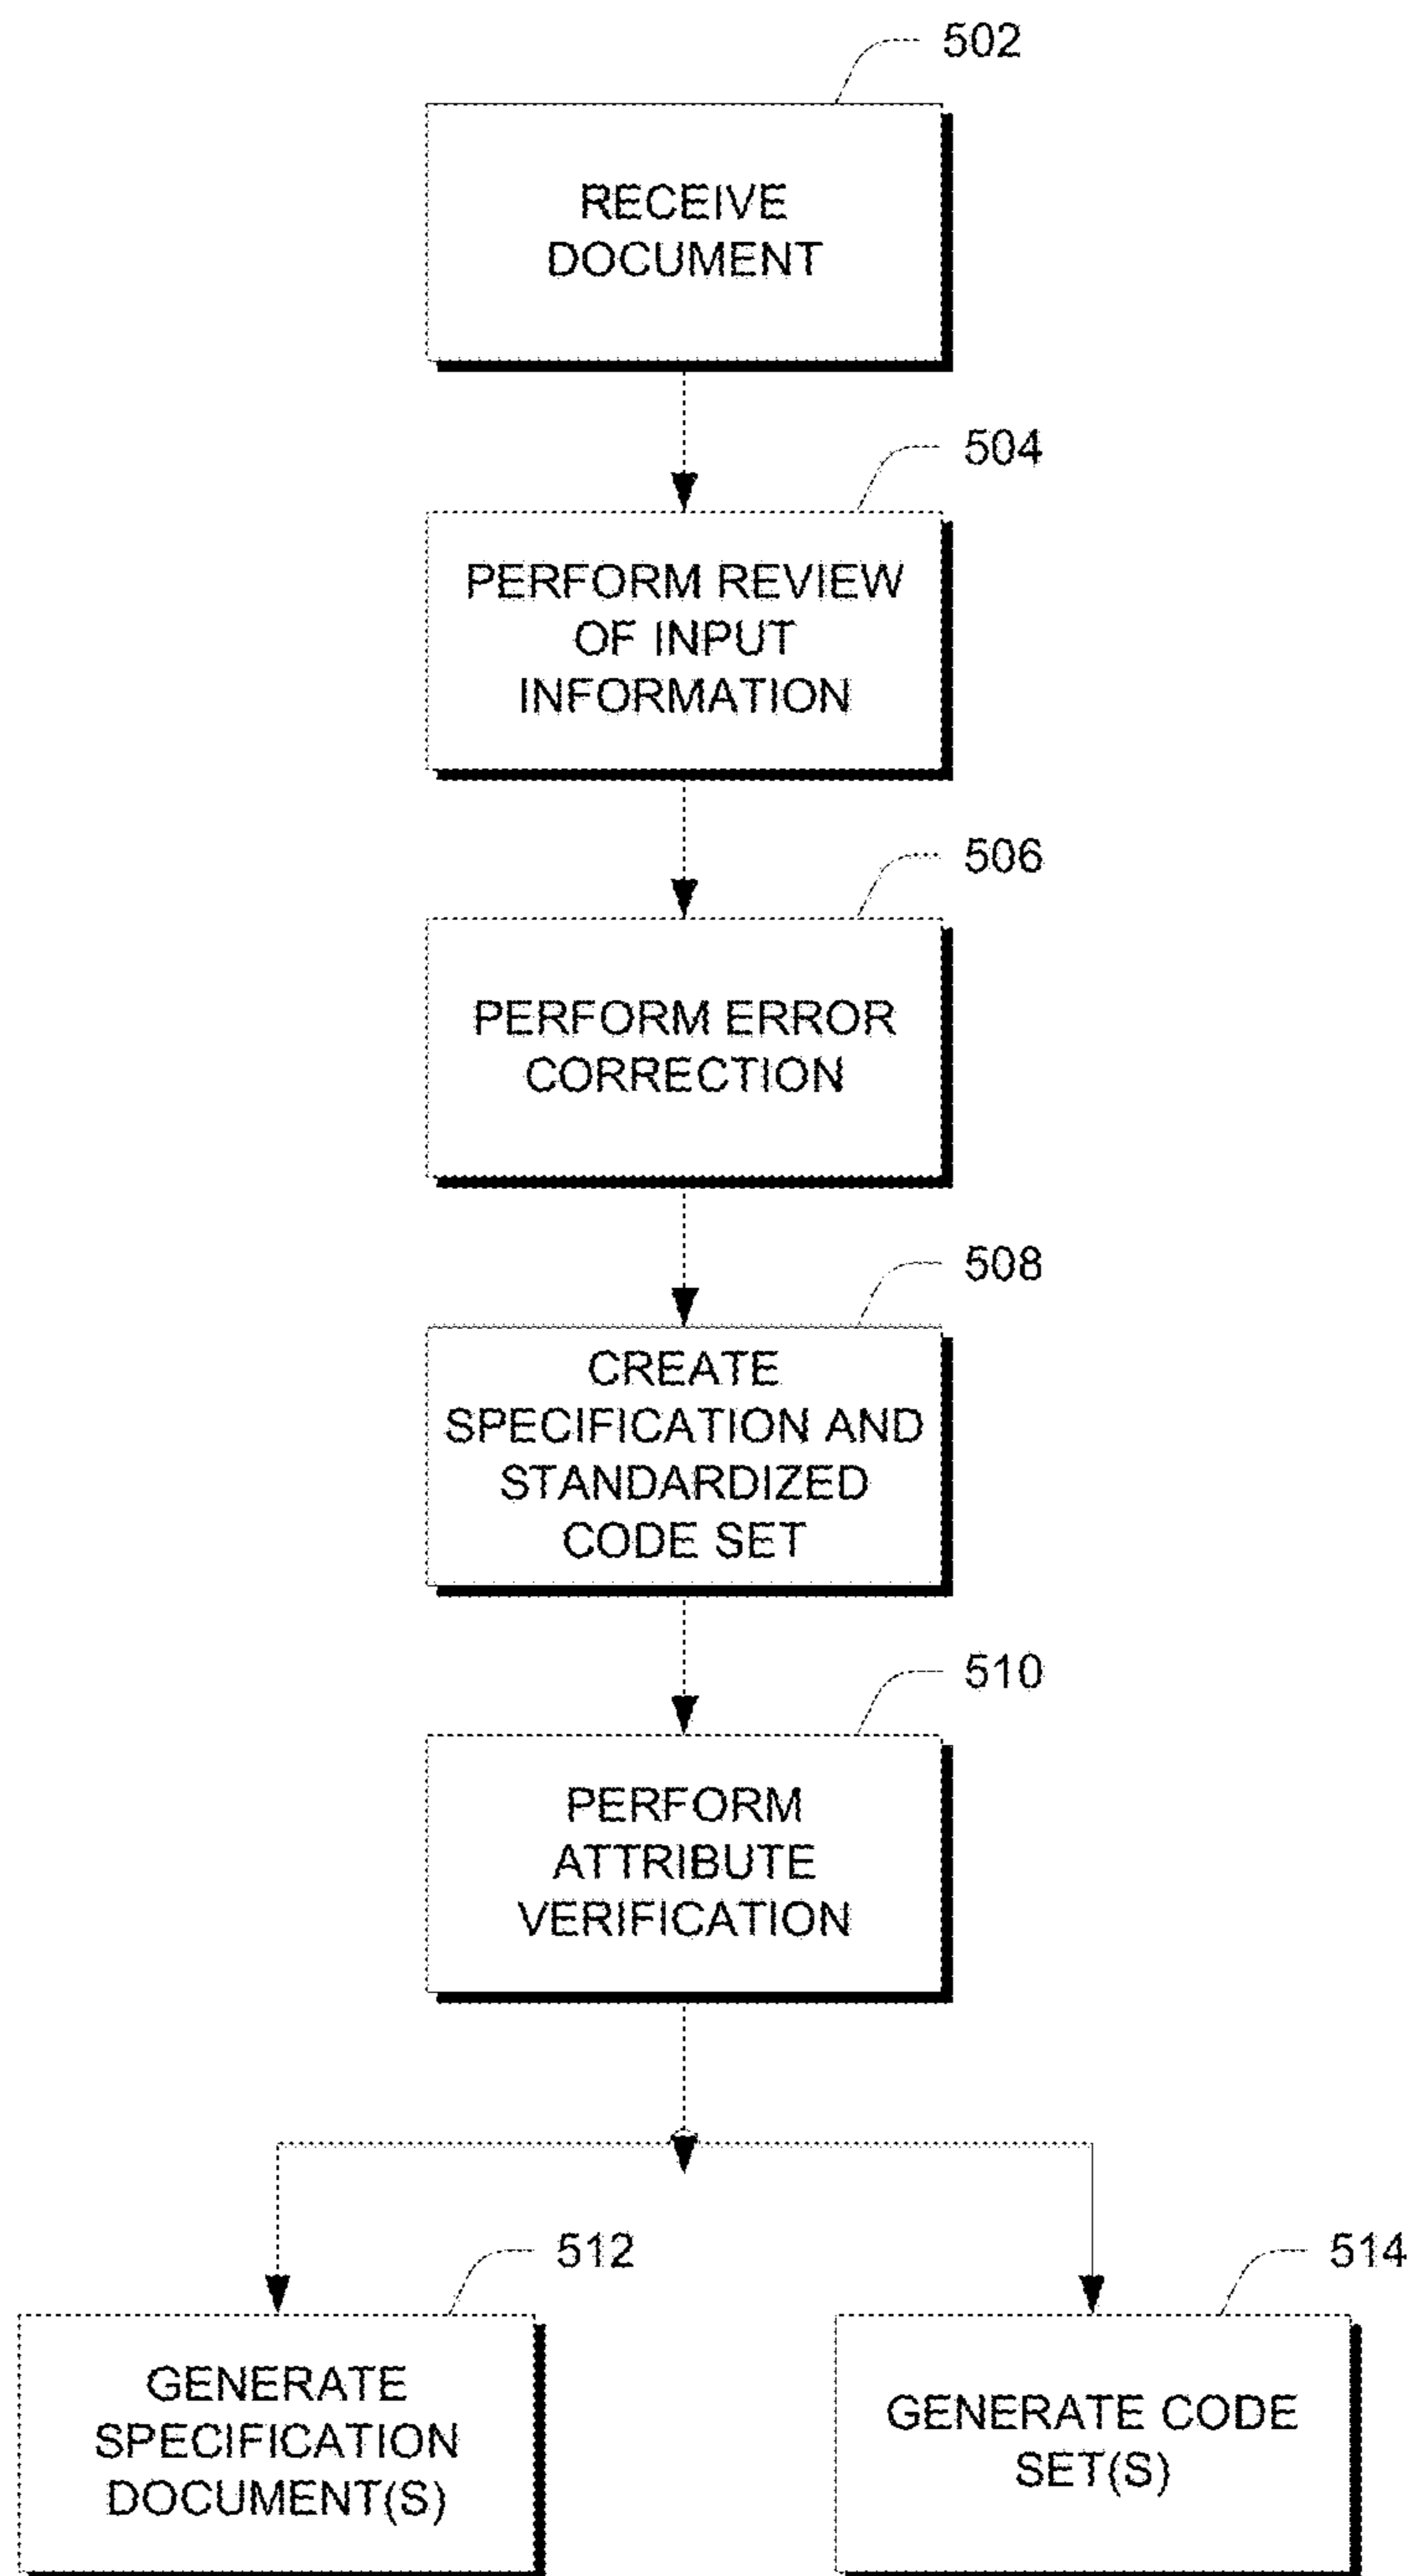 502
RECEIVE
DOCUMENT
504
PERFORM REVIEW
OF INPUT
INFORMATION
506
PERFORM ERROR
CORRECTION
508
CREATE
SPECIFICATION AND
STANDARDIZED
CODE SET
510
PERFORM
ATTRIBUTE
VERIFICATION
512
GENERATE
SPECIFICATION
DOCUMENT(S)
514
GENERATE CODE
SET(S)